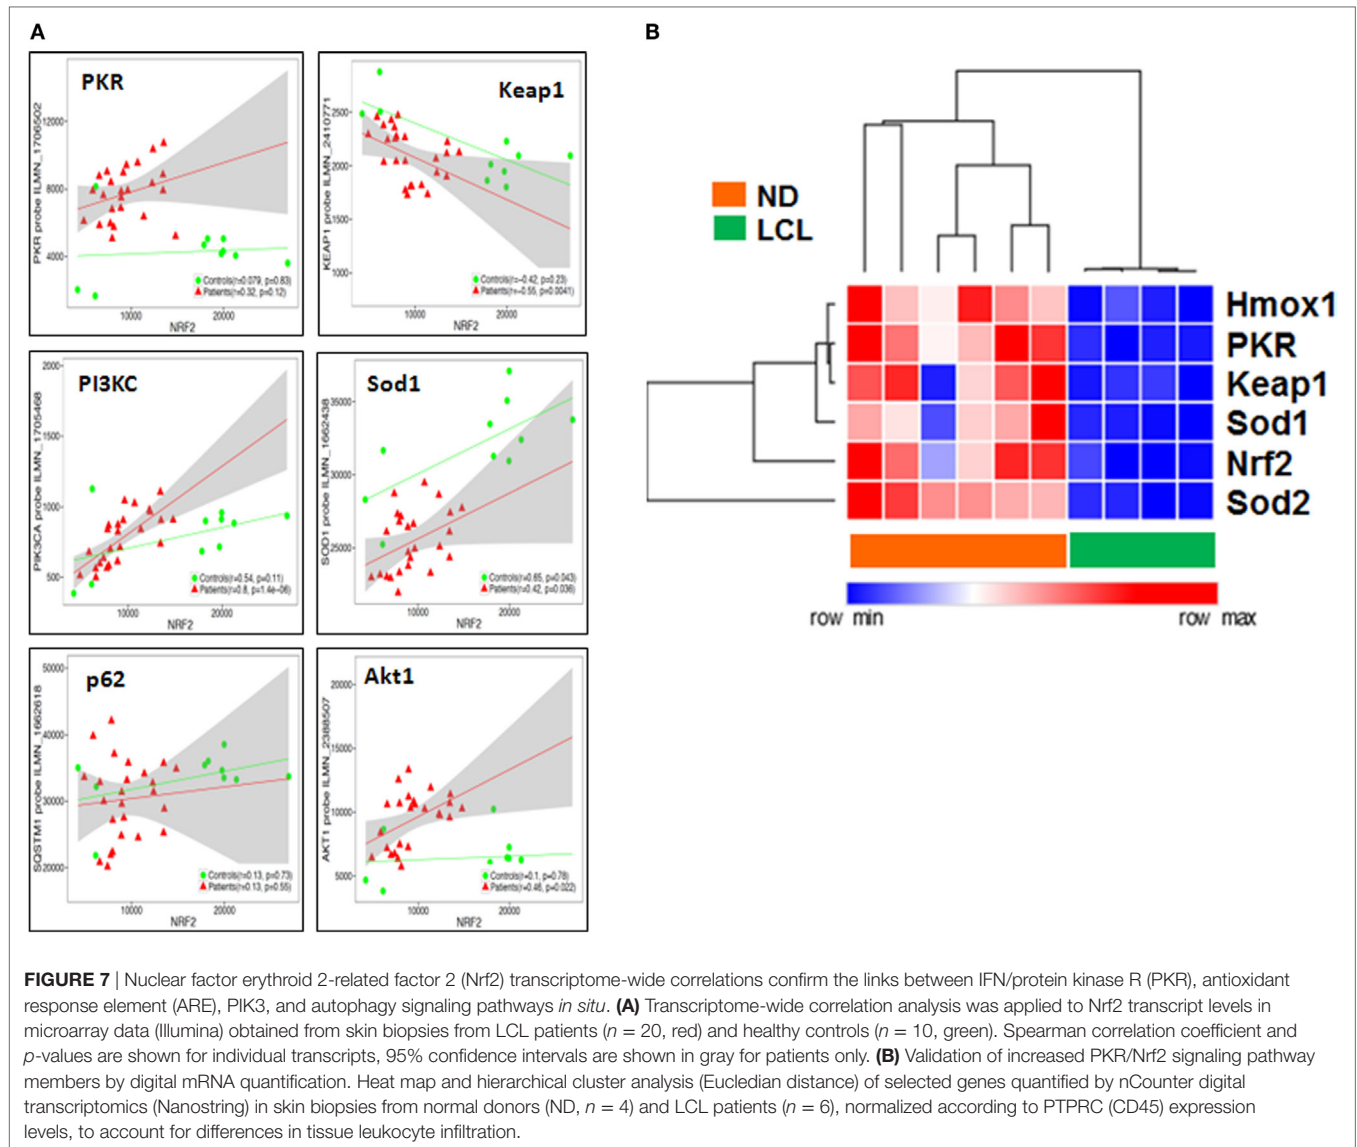 A
PKR
PKR probe ILMN_1706502
12000
8000
4000
Controls(r=0.079, p=0.83)
Patients(r=0.32, p=0.12)
10000 20000
NRF2
Keap1
KEAP1 probe ILMN_2410771
2500
2000
1500
1000
Controls(r=-0.42, p=0.23)
Patients(r=-0.55, p=0.0041)
10000 20000
NRF2
PI3KC
PIK3CA probe ILMN_1705468
2000
1500
1000
500
Controls(r=0.54, p=0.11)
Patients(r=0.8, p=1.4e-06)
10000 20000
NRF2
Sod1
SOD1 probe ILMN_1662438
35000
30000
25000
Controls(r=0.65, p=0.043)
Patients(r=0.42, p=0.036)
10000 20000
NRF2
p62
SQSTM1 probe ILMN_1662618
50000
40000
30000
20000
Controls(r=0.13, p=0.73)
Patients(r=0.13, p=0.55)
10000 20000
NRF2
Akt1
AKT1 probe ILMN_2388507
20000
15000
10000
5000
Controls(r=0.1, p=0.78)
Patients(r=0.46, p=0.022)
10000 20000
NRF2
B
ND
LCL
Hmox1
PKR
Keap1
Sod1
Nrf2
Sod2
row min row max
FIGURE 7 | Nuclear factor erythroid 2-related factor 2 (Nrf2) transcriptome-wide correlations confirm the links between IFN/protein kinase R (PKR), antioxidant
response element (ARE), PIK3, and autophagy signaling pathways in situ. (A) Transcriptome-wide correlation analysis was applied to Nrf2 transcript levels in
microarray data (Illumina) obtained from skin biopsies from LCL patients (n = 20, red) and healthy controls (n = 10, green). Spearman correlation coefficient and
p-values are shown for individual transcripts, 95% confidence intervals are shown in gray for patients only. (B) Validation of increased PKR/Nrf2 signaling pathway
members by digital mRNA quantification. Heat map and hierarchical cluster analysis (Eucledian distance) of selected genes quantified by nCounter digital
transcriptomics (Nanostring) in skin biopsies from normal donors (ND, n = 4) and LCL patients (n = 6), normalized according to PTPRC (CD45) expression
levels, to account for differences in tissue leukocyte infiltration.